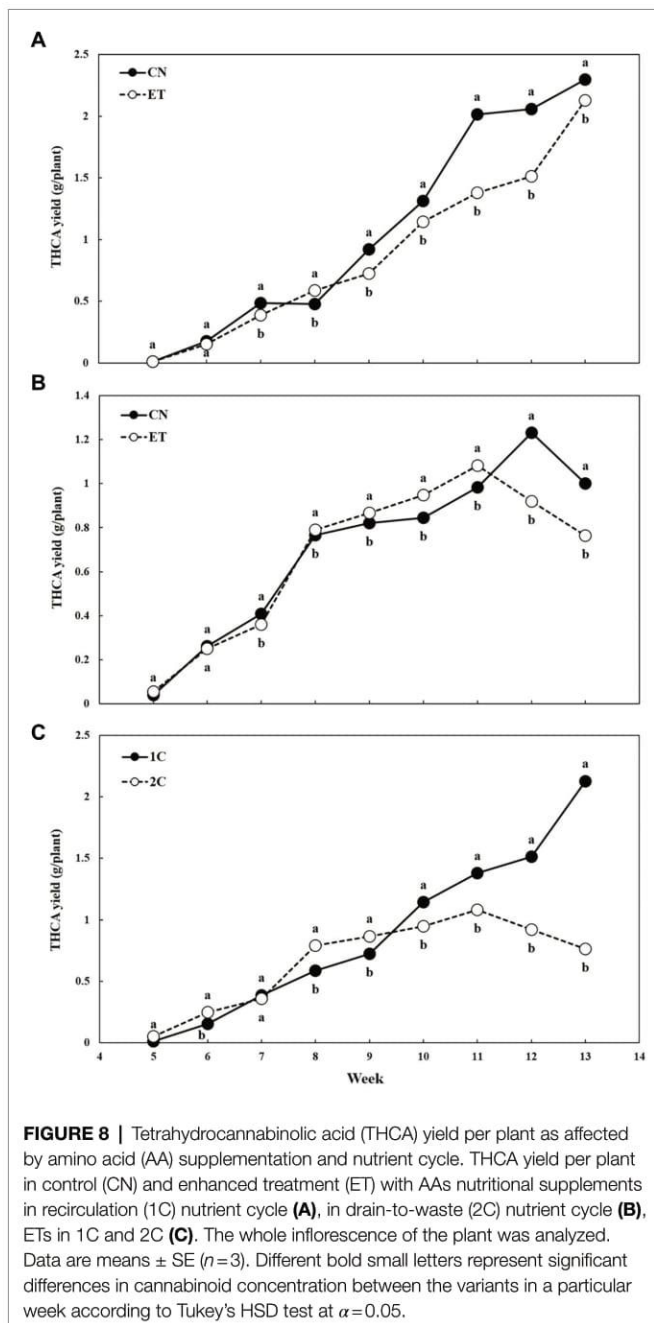 A
2.5
2
1.5
1
0.5
0
THCA yield (g/plant)
CN
ET
a a a a a a a a a
a b b b b b b b
B
1.4
1.2
1
0.8
0.6
0.4
0.2
0
THCA yield (g/plant)
CN
ET
a a a a a a a a a
a b b b b b b b
C
2.5
2
1.5
1
0.5
0
THCA yield (g/plant)
1C
2C
a a a a a a a a a
b a b b b b b b
4 5 6 7 8 9 10 11 12 13 14
Week
FIGURE 8 | Tetrahydrocannabinolic acid (THCA) yield per plant as affected
by amino acid (AA) supplementation and nutrient cycle. THCA yield per plant
in control (CN) and enhanced treatment (ET) with AAs nutritional supplements
in recirculation (1C) nutrient cycle (A), in drain-to-waste (2C) nutrient cycle (B),
ETs in 1C and 2C (C). The whole inflorescence of the plant was analyzed.
Data are means ± SE (n=3). Different bold small letters represent significant
differences in cannabinoid concentration between the variants in a particular
week according to Tukey's HSD test at α=0.05.